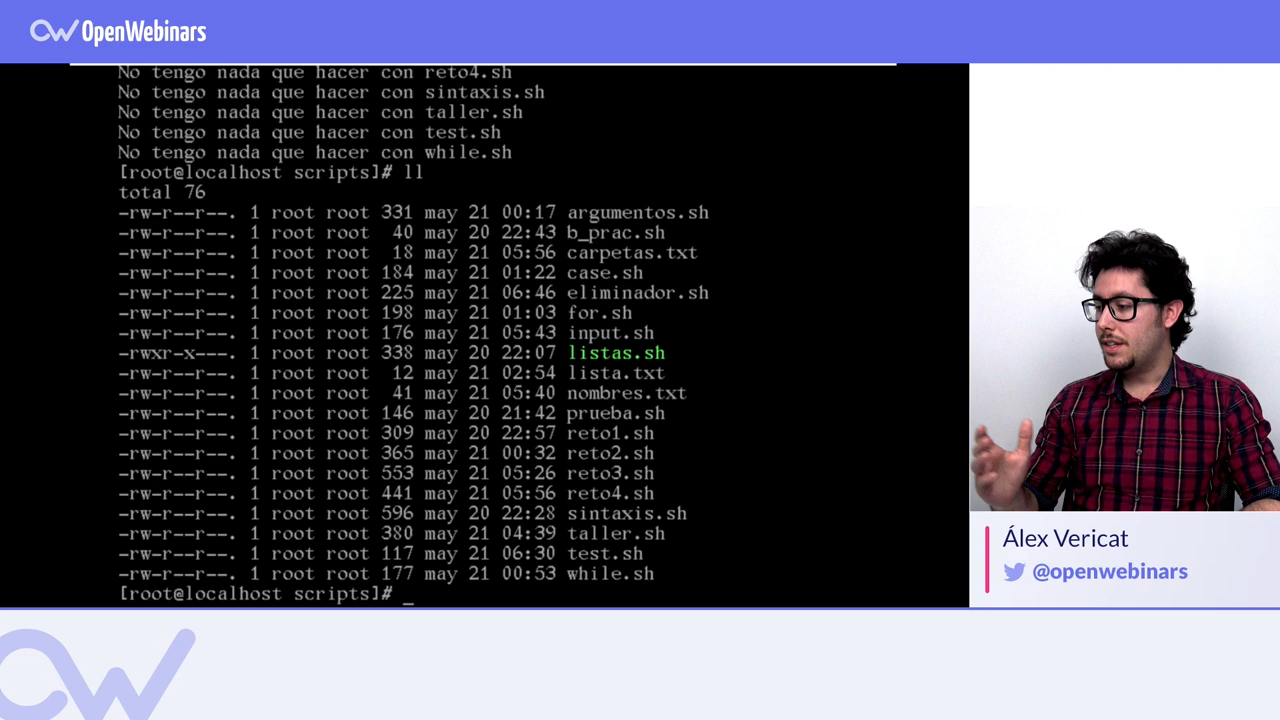 OpenWebinars
No tengo nada que hacer con reto4.sh
No tengo nada que hacer con sintaxis.sh
No tengo nada que hacer con taller.sh
No tengo nada que hacer con test.sh
No tengo nada que hacer con while.sh
[root@localhost scripts]# ll
total 76
-rw-r--r--. 1 root root 331 may 21 00:17 argumentos.sh
-rw-r--r--. 1 root root  40 may 20 22:43 b_prac.sh
-rw-r--r--. 1 root root  18 may 21 05:56 carpetas.txt
-rw-r--r--. 1 root root 184 may 21 01:22 case.sh
-rw-r--r--. 1 root root 225 may 21 06:46 eliminador.sh
-rw-r--r--. 1 root root 198 may 21 01:03 for.sh
-rw-r--r--. 1 root root 176 may 21 05:43 input.sh
-rwxr-x---. 1 root root 338 may 20 22:07 listas.sh
-rw-r--r--. 1 root root  12 may 21 02:54 lista.txt
-rw-r--r--. 1 root root  41 may 21 05:40 nombres.txt
-rw-r--r--. 1 root root 146 may 20 21:42 prueba.sh
-rw-r--r--. 1 root root 309 may 20 22:57 reto1.sh
-rw-r--r--. 1 root root 365 may 21 00:32 reto2.sh
-rw-r--r--. 1 root root 553 may 21 05:26 reto3.sh
-rw-r--r--. 1 root root 441 may 21 05:56 reto4.sh
-rw-r--r--. 1 root root 596 may 20 22:28 sintaxis.sh
-rw-r--r--. 1 root root 380 may 21 04:39 taller.sh
-rw-r--r--. 1 root root 117 may 21 06:30 test.sh
-rw-r--r--. 1 root root 177 may 21 00:53 while.sh
[root@localhost scripts]# _
Álex Vericat
@openwebinars